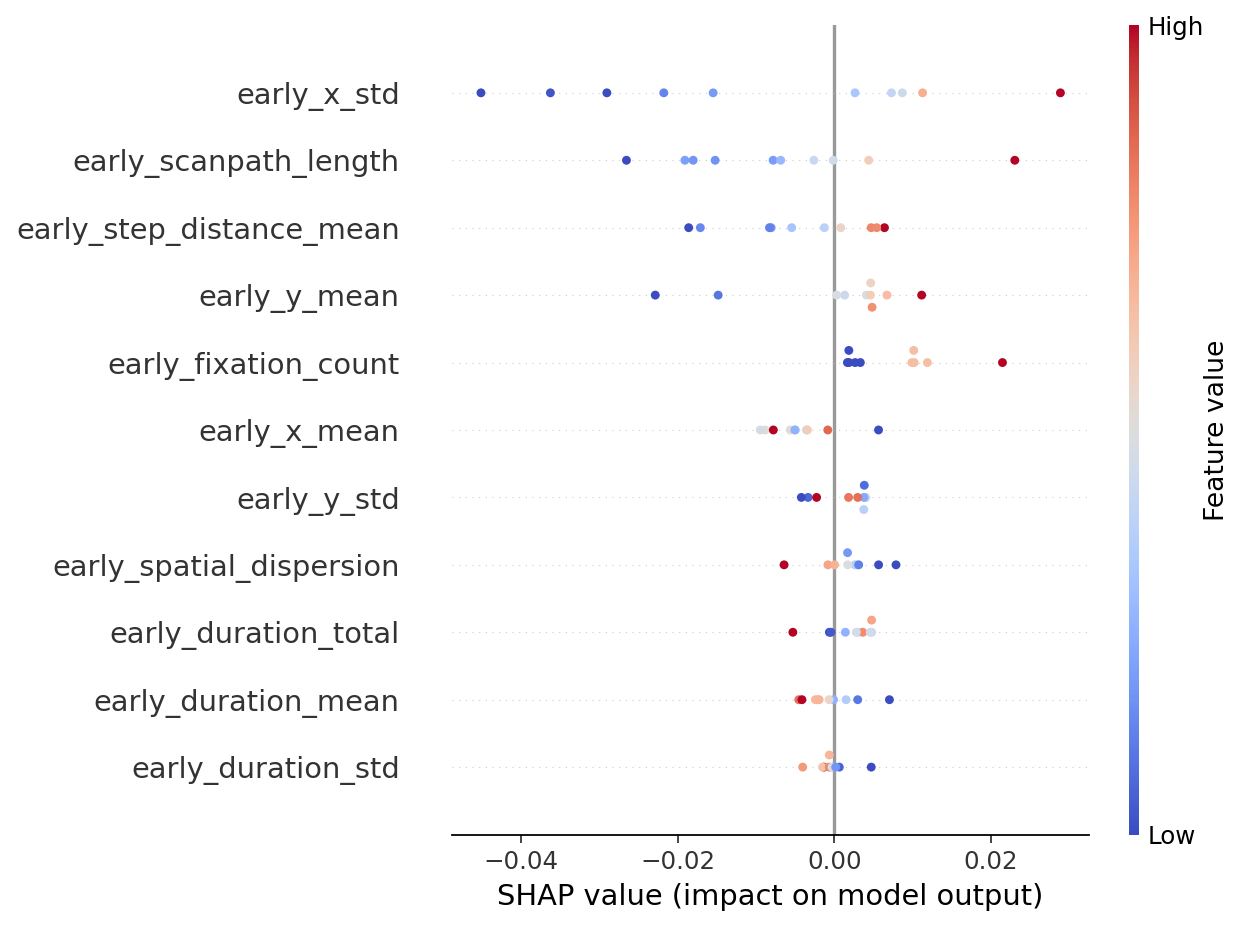 High
early_x_std
early_scanpath_length
early_step_distance_mean
early_y_mean
early_fixation_count
early_x_mean
early_y_std
early_spatial_dispersion
early_duration_total
early_duration_mean
early_duration_std
Feature value
Low
−0.04 −0.02 0.00 0.02
SHAP value (impact on model output)